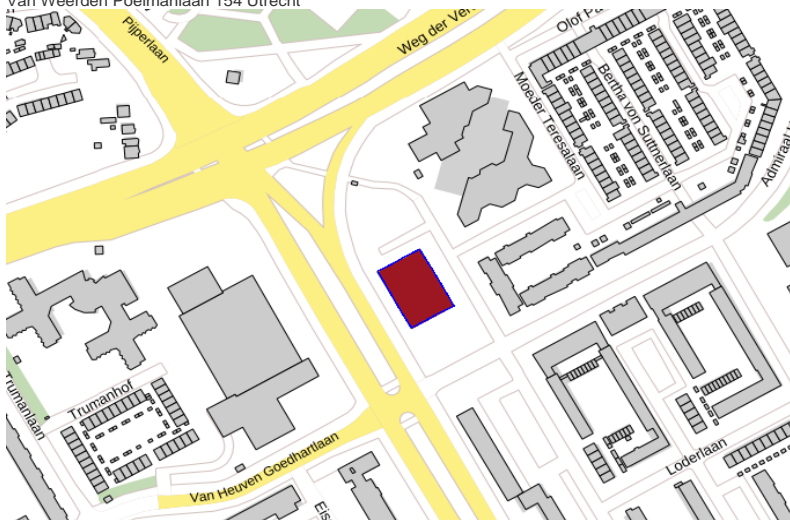 Van Weerden Poelmanlaan 154 Utrecht
Pijperlaan
Weg der Ver
Olof Pa
Moeder Teresalaan
Bertha von Suttnerlaan
Admiraal
Trumanlaan
Trumanhof
Van Heuven Goedhartlaan
Loderlaan
Els